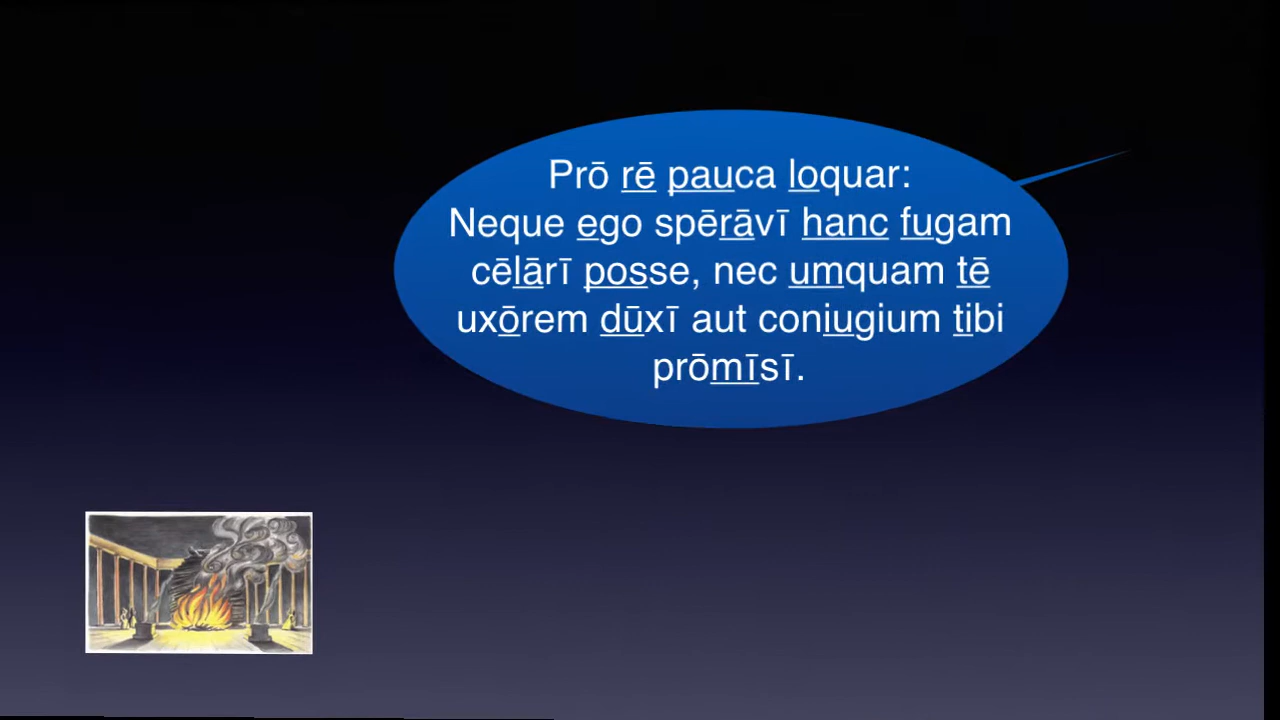 Prō rē pauca loquar:
Neque ego spērāvī hanc fugam
cēlārī posse, nec umquam tē
uxōrem dūxī aut coniugium tibi
prōmīsī.